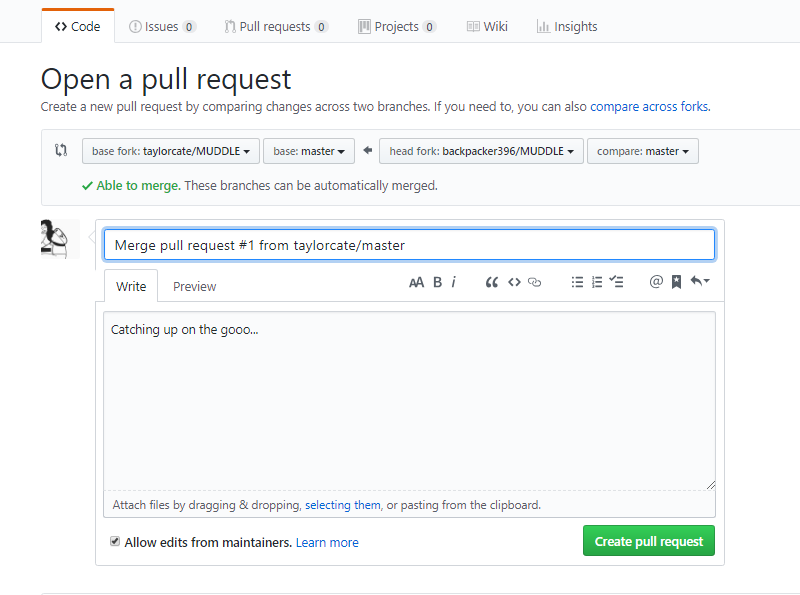 <> Code Issues 0 Pull requests 0 Projects 0 Wiki Insights
Open a pull request
Create a new pull request by comparing changes across two branches. If you need to, you can also compare across forks.
base fork: taylorcate/MUDDLE base: master head fork: backpacker396/MUDDLE compare: master
Able to merge. These branches can be automatically merged.
Merge pull request #1 from taylorcate/master
Write Preview AA B i “ <> @
Catching up on the gooo...
Attach files by dragging & dropping, selecting them, or pasting from the clipboard.
Allow edits from maintainers. Learn more Create pull request